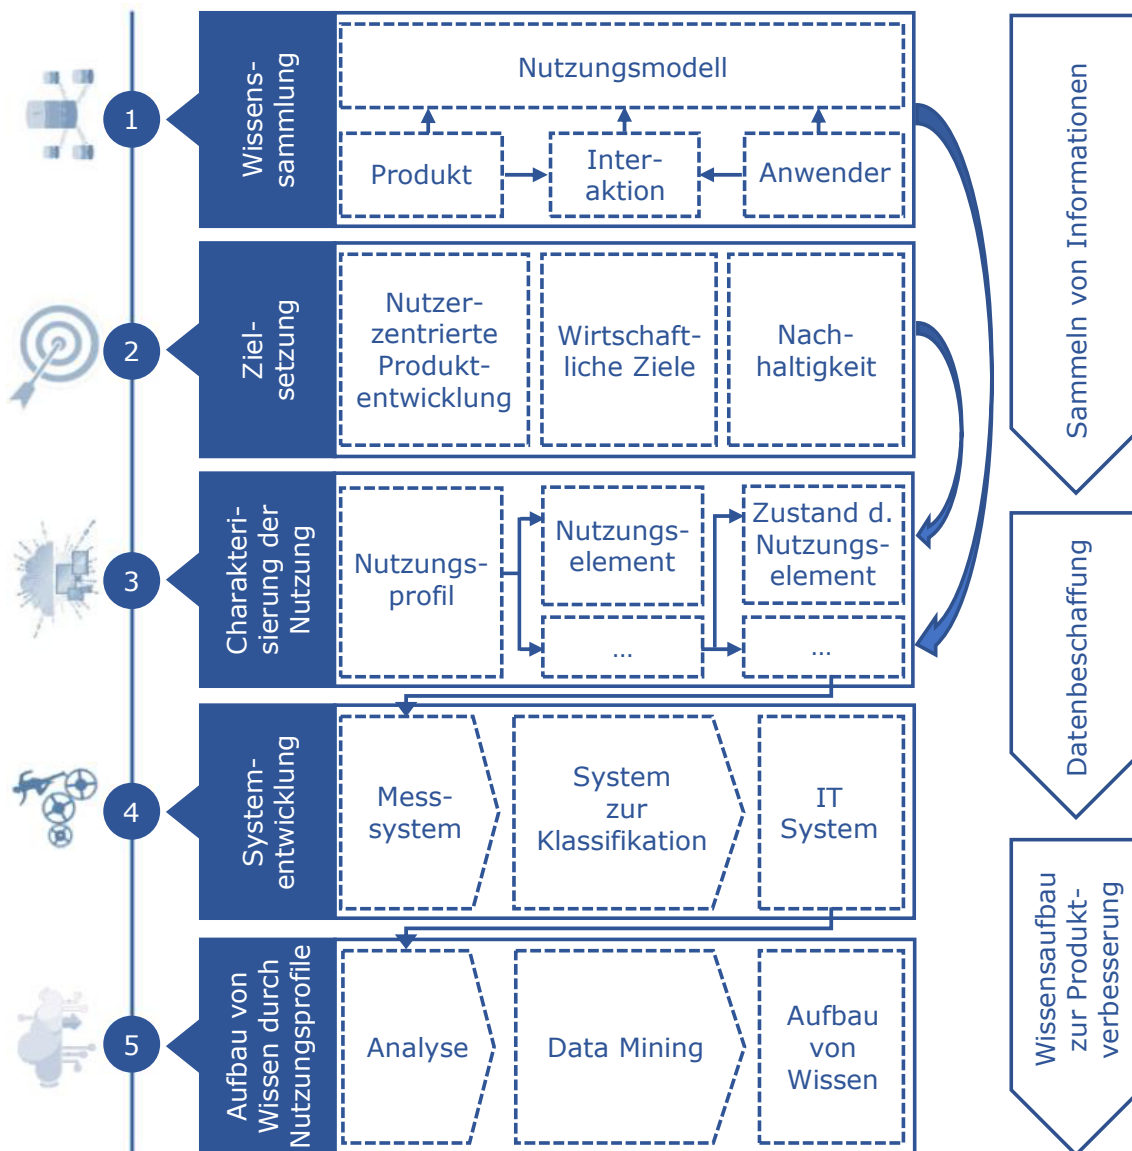 1
Wissens-
sammlung
Nutzungsmodell
Produkt
Inter-
aktion
Anwender
2
Ziel-
setzung
Nutzer-
zentrierte
Produkt-
entwicklung
Wirtschaft-
liche Ziele
Nach-
haltigkeit
Sammeln von Informationen
3
Charakteri-
sierung der
Nutzung
Nutzungs-
profil
Nutzungs-
element
...
Zustand d.
Nutzungs-
element
...
Datenbeschaffung
4
System-
entwicklung
Mess-
system
System
zur
Klassifikation
IT
System
5
Aufbau von
Wissen durch
Nutzungsprofile
Analyse
Data Mining
Aufbau
von
Wissen
Wissensaufbau
zur Produkt-
verbesserung